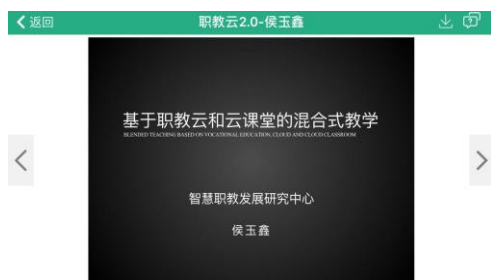 返回
职教云2.0-侯玉鑫
基于职教云和云课堂的混合式教学
BLENDED TEACHING BASED ON VOCATIONAL EDUCATION, CLOUD AND CLOUD CLASSROOM
智慧职教发展研究中心
侯玉鑫